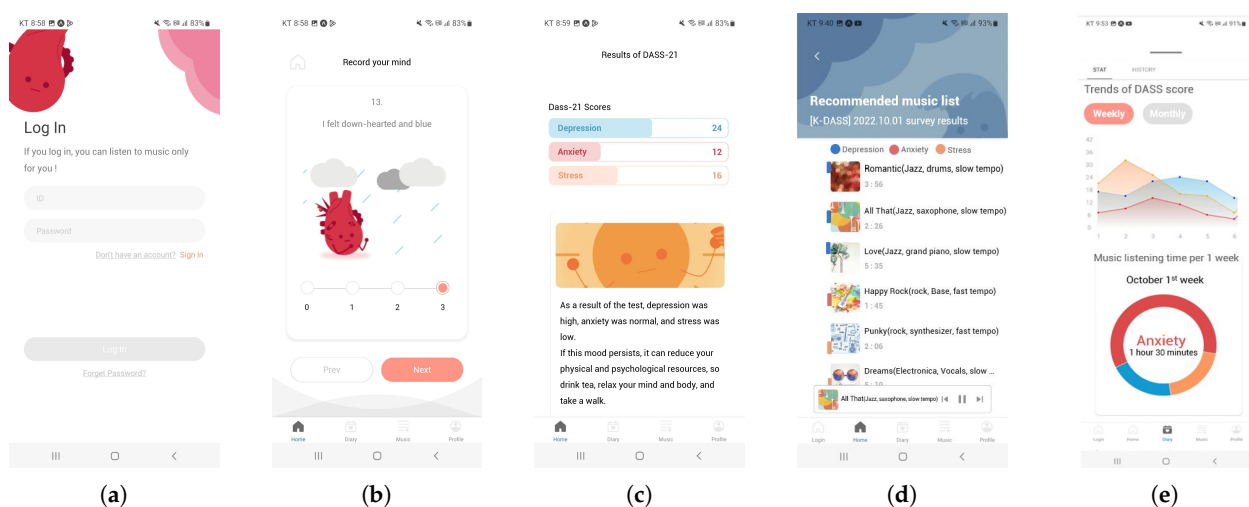 KT 8:58 83%
Log In
If you log in, you can listen to music only
for you !
ID
Password
Don't have an account? Sign in
Log In
Forget Password?
(a)
KT 8:58 83%
Record your mind
13.
I felt down-hearted and blue
0 1 2 3
Prev Next
Home Diary Music Profile
(b)
KT 8:59 83%
Results of DASS-21
Dass-21 Scores
Depression 24
Anxiety 12
Stress 16
As a result of the test, depression was
high, anxiety was normal, and stress was
low.
If this mood persists, it can reduce your
physical and psychological resources, so
drink tea, relax your mind and body, and
take a walk.
Home Diary Music Profile
(c)
KT 9:40 93%
Recommended music list
[K-DASS] 2022.10.01 survey results
Depression Anxiety Stress
Romantic(Jazz, drums, slow tempo)
3 : 56
All That(Jazz, saxophone, slow tempo)
2 : 26
Love(Jazz, grand piano, slow tempo)
5 : 35
Happy Rock(rock, Base, fast tempo)
1 : 45
Punky(rock, synthesizer, fast tempo)
2 : 06
Dreams(Electronica, Vocals, slow ...
5 : 10
All That(Jazz, saxophone, slow tempo)
Login Home Diary Music Profile
(d)
KT 9:53 91%
STAT HISTORY
Trends of DASS score
Weekly Monthly
42
36
30
24
18
12
6
0
1 2 3 4 5 6
Music listening time per 1 week
October 1st week
Anxiety
1 hour 30 minutes
Login Home Diary Music Profile
(e)